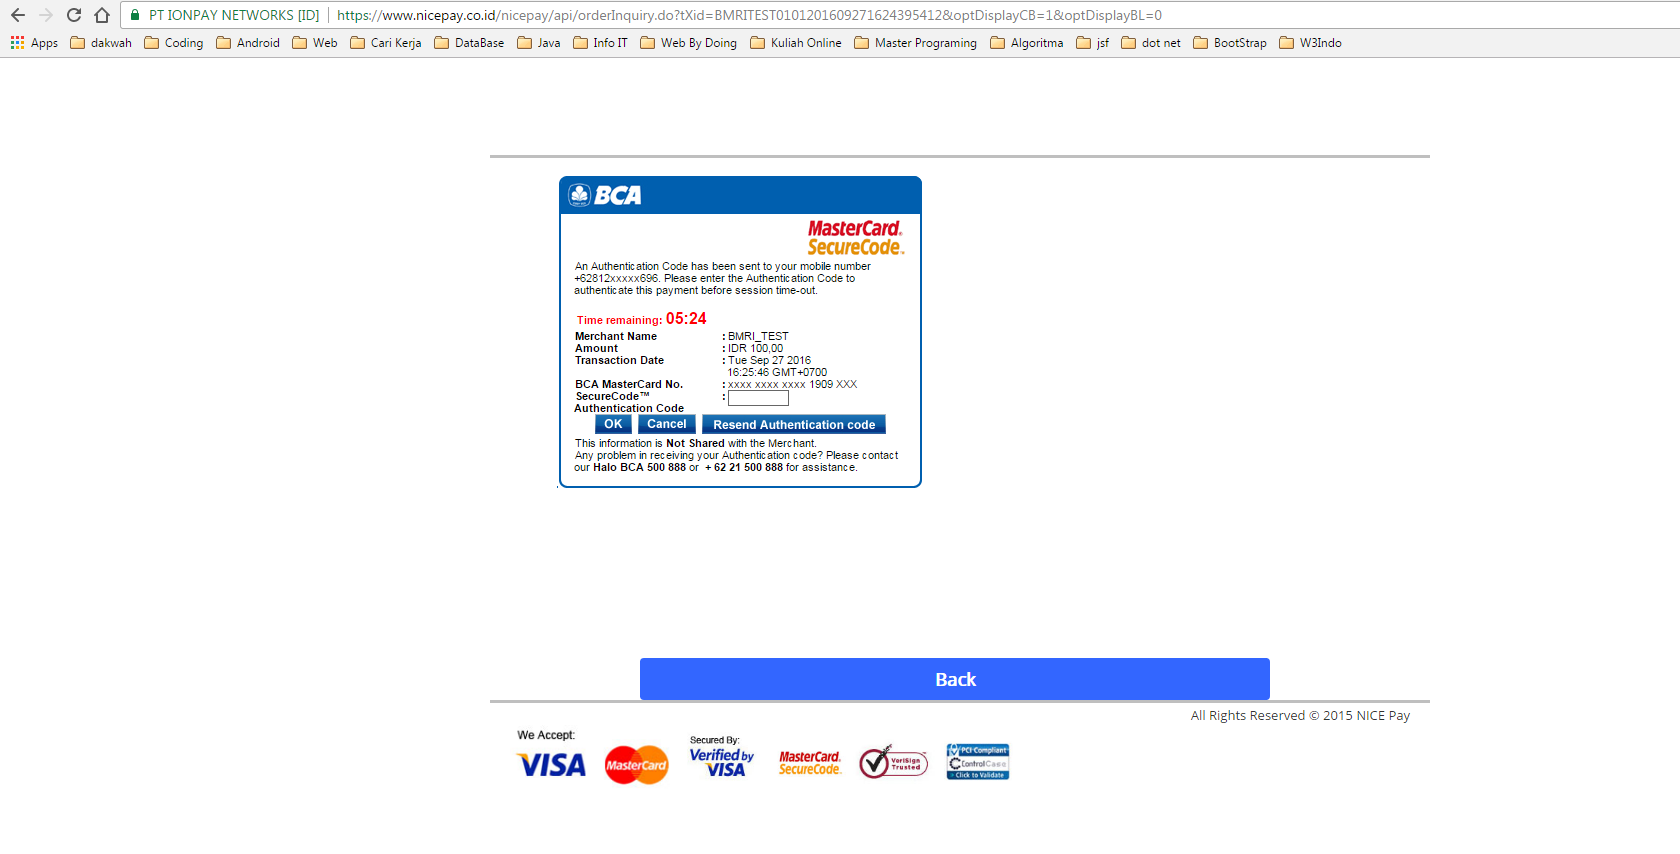 PT IONPAY NETWORKS [ID] https://www.nicepay.co.id/nicepay/api/orderInquiry.do?tXid=BMRITEST0101201609271624395412&optDisplayCB=1&optDisplayBL=0
Apps dakwah Coding Android Web Cari Kerja DataBase Java Info IT Web By Doing Kuliah Online Master Programing Algoritma jsf dot net BootStrap W3Indo
BCA
MasterCard.
SecureCode™
An Authentication Code has been sent to your mobile number
+62812xxxxx696. Please enter the Authentication Code to
authenticate this payment before session time-out.
Time remaining: 05:24
Merchant Name : BMRI_TEST
Amount : IDR 100,00
Transaction Date : Tue Sep 27 2016
16:25:46 GMT+0700
BCA MasterCard No. : xxxx xxxx xxxx 1909 XXX
SecureCode™ :
Authentication Code
OK Cancel Resend Authentication code
This information is Not Shared with the Merchant.
Any problem in receiving your Authentication code? Please contact
our Halo BCA 500 888 or + 62 21 500 888 for assistance.
Back
All Rights Reserved © 2015 NICE Pay
We Accept:
VISA
MasterCard
Secured By:
Verified by
VISA
MasterCard.
SecureCode.
VeriSign
Trusted
PCI Compliant
ControlCase
Click to Validate